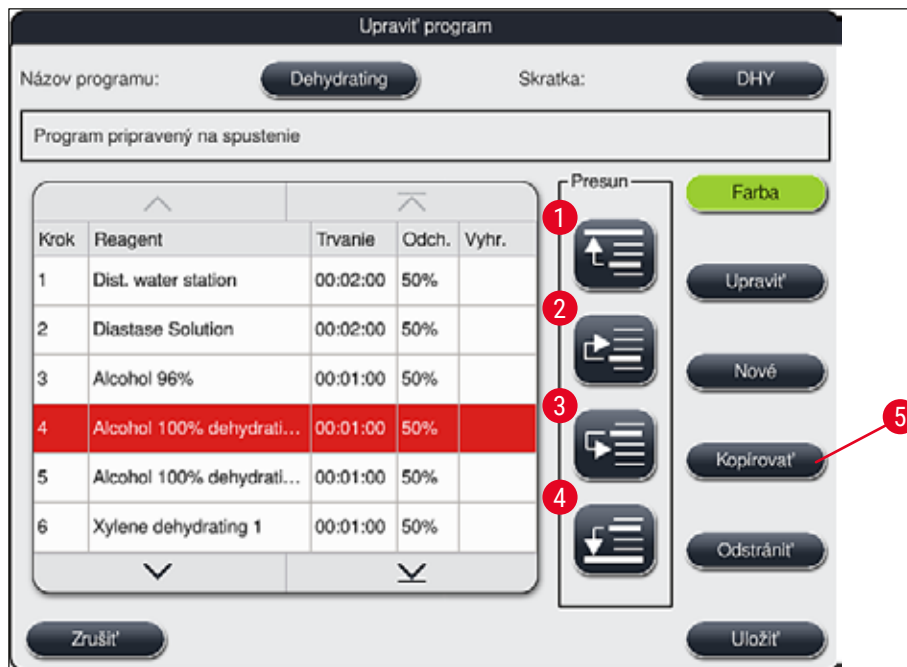 Upraviť program
Názov programu: Dehydrating Skratka: DHY
Program pripravený na spustenie
Presun
Farba
Krok Reagent Trvanie Odch. Vyhr.
1 Dist. water station 00:02:00 50%
2 Diastase Solution 00:02:00 50%
3 Alcohol 96% 00:01:00 50%
4 Alcohol 100% dehydrati... 00:01:00 50%
5 Alcohol 100% dehydrati... 00:01:00 50%
6 Xylene dehydrating 1 00:01:00 50%
1
2
3
4
Upraviť
Nové
Kopírovať
5
Odstrániť
Zrušiť
Uložiť